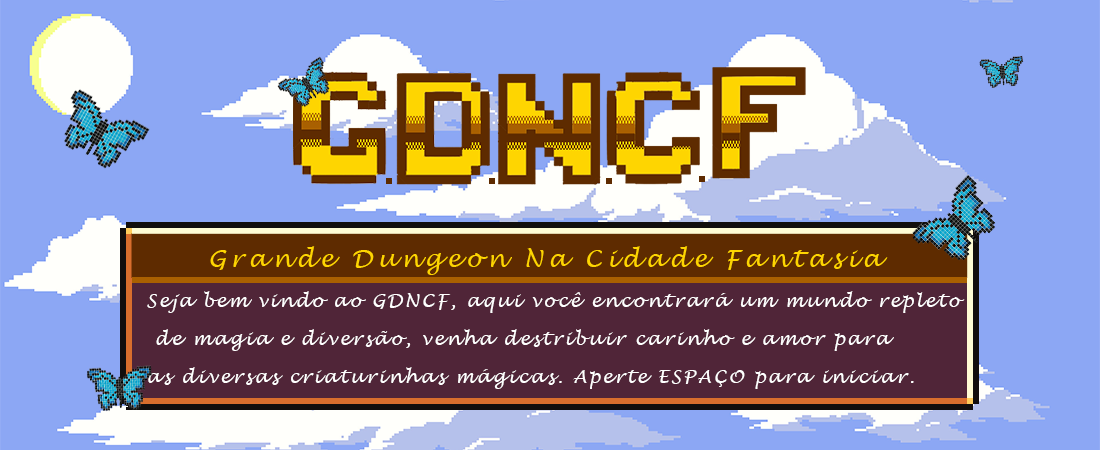 G.D.N.C.F
Grande Dungeon Na Cidade Fantasia
Seja bem vindo ao GDNCF, aqui você encontrará um mundo repleto
de magia e diversão, venha destribuir carinho e amor para
as diversas criaturinhas mágicas. Aperte ESPAÇO para iniciar.